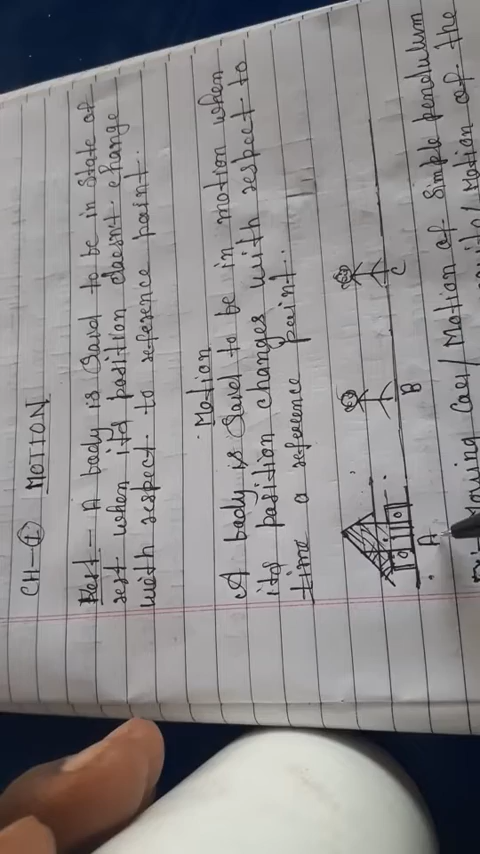 CH-1 MOTION
Rest - A body is Said to be in State of
rest when its position doesn't change
with respect to reference point.
Motion
A body is Said to be in motion when
its position changes with respect to
time a reference point.
A B C
Moving Car/Motion of Simple pendulum
/Motion of the